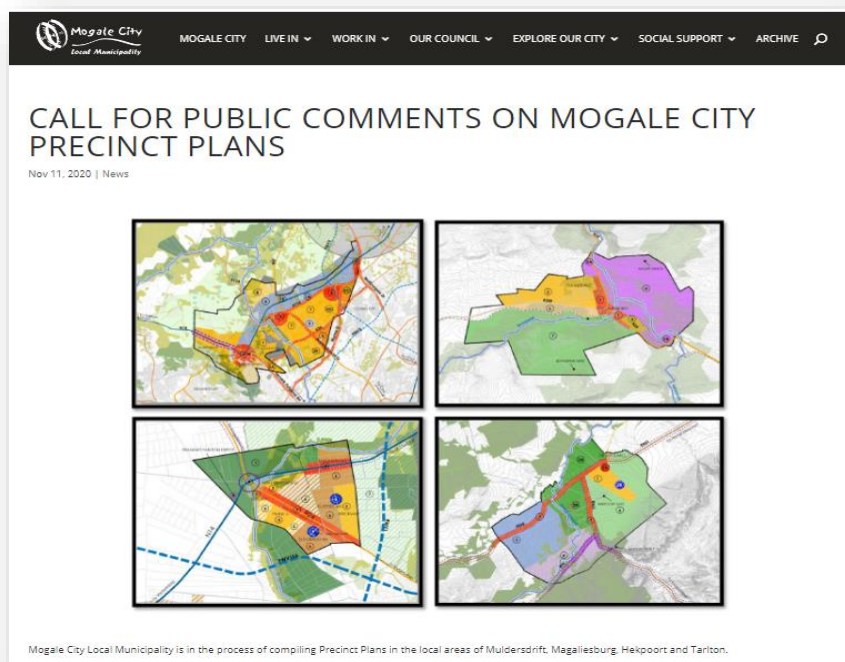 Mogale City
Local Municipality
MOGALE CITY LIVE IN WORK IN OUR COUNCIL EXPLORE OUR CITY SOCIAL SUPPORT ARCHIVE
CALL FOR PUBLIC COMMENTS ON MOGALE CITY
PRECINCT PLANS
Nov 11, 2020 | News
Mogale City Local Municipality is in the process of compiling Precinct Plans in the local areas of Muldersdrift, Magaliesburg, Hekpoort and Tarlton.